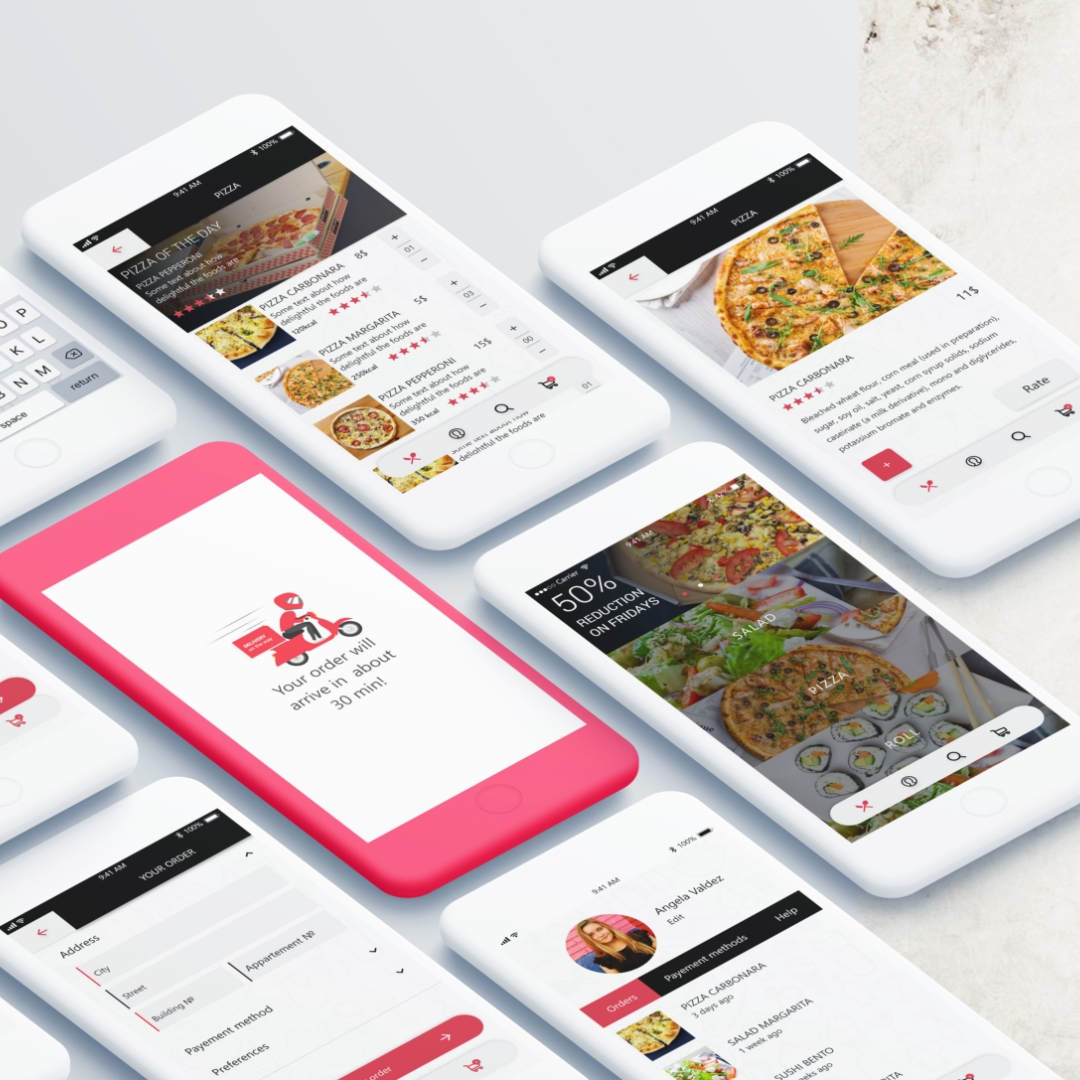 O P
K L
B N M
space
return
9:41 AM
100%
PIZZA
PIZZA OF THE DAY
PIZZA PEPPERONI
Some text about how
delightful the foods are
PIZZA CARBONARA
8$
Some text about how
delightful the foods are
120kcal
+
01
−
PIZZA MARGARITA
5$
Some text about how
delightful the foods are
250kcal
+
03
−
PIZZA PEPPERONI
15$
Some text about how
delightful the foods are
350 kcal
+
00
−
01
delightful the foods are
9:41 AM
100%
PIZZA
PIZZA CARBONARA
11$
Bleached wheat flour, corn meal (used in preparation),
sugar, soy oil, salt, yeast, corn syrup solids, sodium
caseinate (a milk derivative), mono and diglycerides,
potassium bromate and enzymes.
Rate
+
DELIVERY
Your order will
arrive in about
30 min!
Carrier
9:41 AM
50%
REDUCTION
ON FRIDAYS
SALAD
PIZZA
ROLL
9:41 AM
100%
YOUR ORDER
Address
City
Street
Building №
Appartement №
Payement method
Preferences
order
9:41 AM
100%
Angela Valdez
Edit
Orders
Payement methods
Help
PIZZA CARBONARA
3 days ago
SALAD MARGARITA
1 week ago
SUSHI BENTO